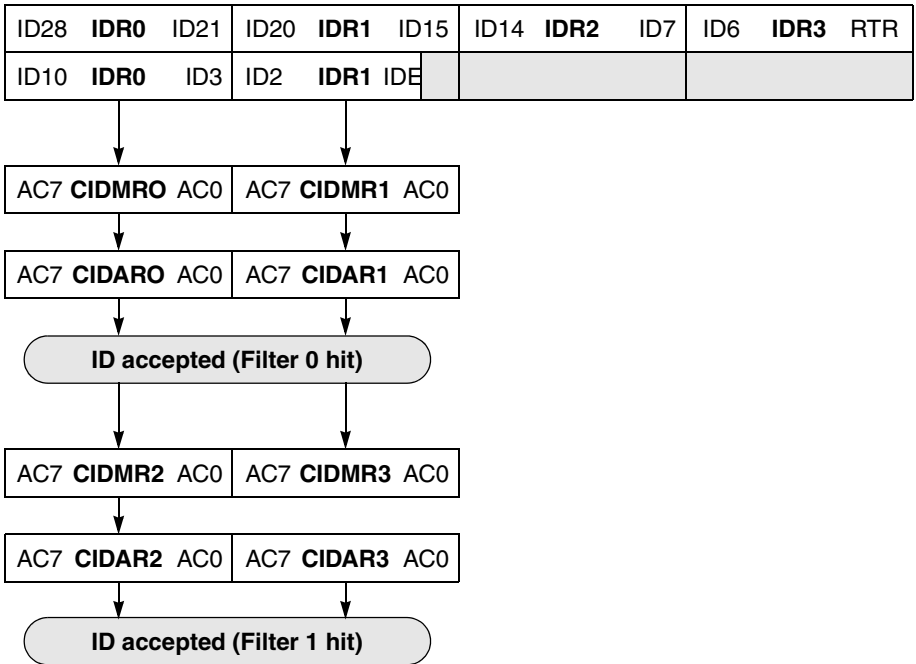 ID28 IDR0 ID21 ID20 IDR1 ID15 ID14 IDR2 ID7 ID6 IDR3 RTR
ID10 IDR0 ID3 ID2 IDR1 IDE
AC7 CIDMRO AC0 AC7 CIDMR1 AC0
AC7 CIDARO AC0 AC7 CIDAR1 AC0
ID accepted (Filter 0 hit)
AC7 CIDMR2 AC0 AC7 CIDMR3 AC0
AC7 CIDAR2 AC0 AC7 CIDAR3 AC0
ID accepted (Filter 1 hit)